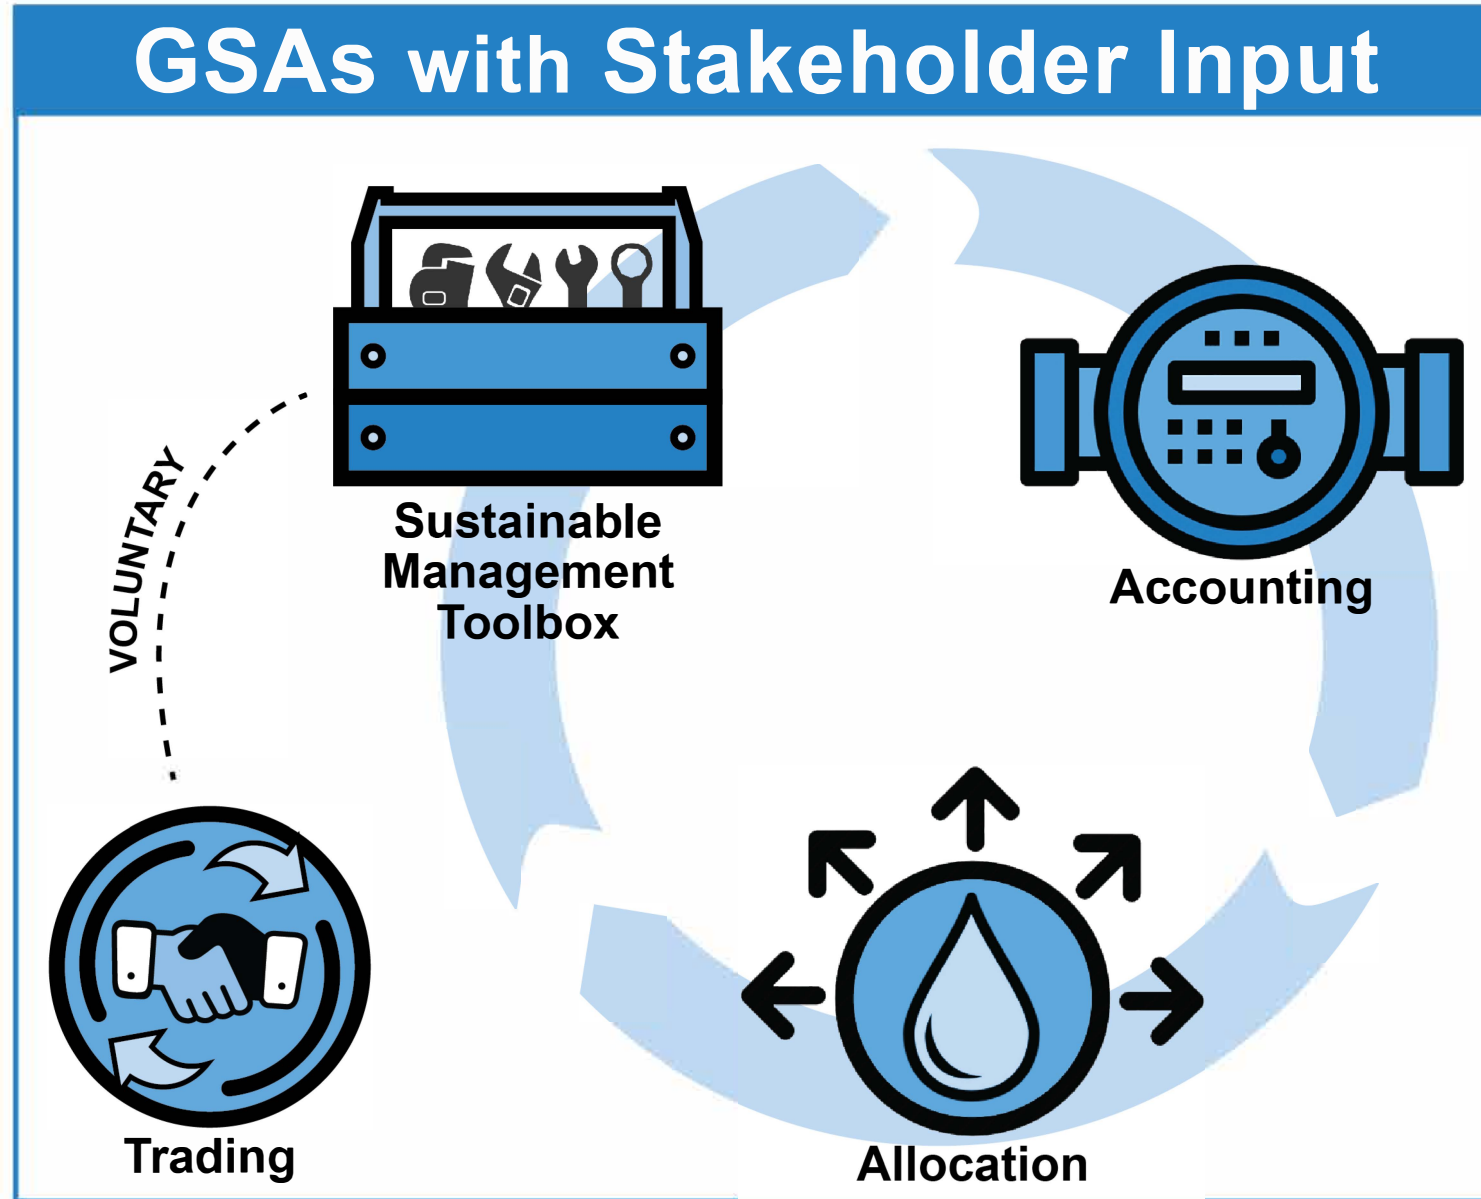 GSAs with Stakeholder Input
Sustainable
Management
Toolbox
Accounting
VOLUNTARY
Trading
Allocation